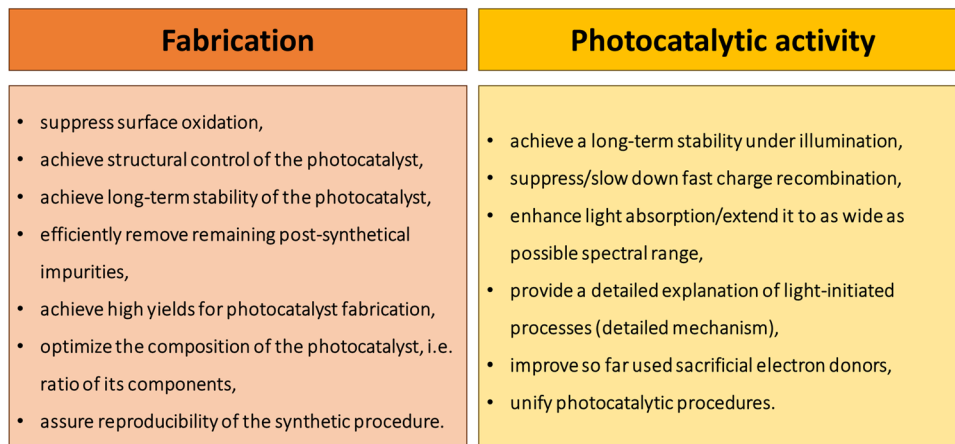 Fabrication
• suppress surface oxidation,
• achieve structural control of the photocatalyst,
• achieve long-term stability of the photocatalyst,
• efficiently remove remaining post-synthetical
impurities,
• achieve high yields for photocatalyst fabrication,
• optimize the composition of the photocatalyst, i.e.
ratio of its components,
• assure reproducibility of the synthetic procedure.
Photocatalytic activity
• achieve a long-term stability under illumination,
• suppress/slow down fast charge recombination,
• enhance light absorption/extend it to as wide as
possible spectral range,
• provide a detailed explanation of light-initiated
processes (detailed mechanism),
• improve so far used sacrificial electron donors,
• unify photocatalytic procedures.